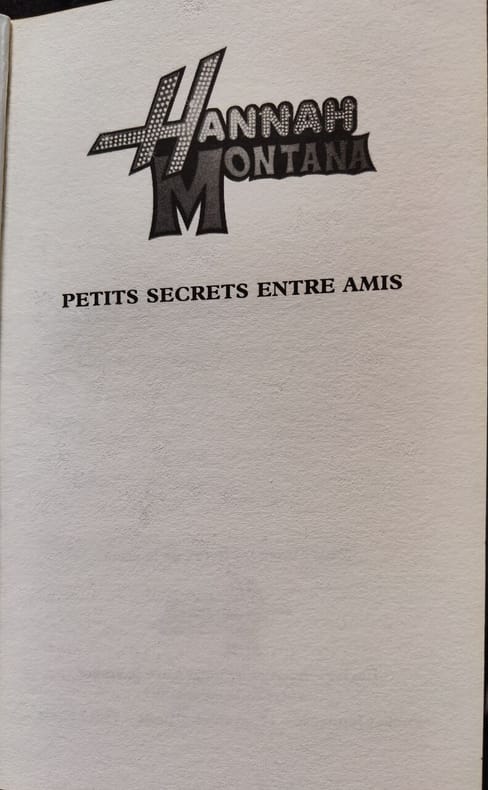 HANNAH
MONTANA
PETITS SECRETS ENTRE AMIS